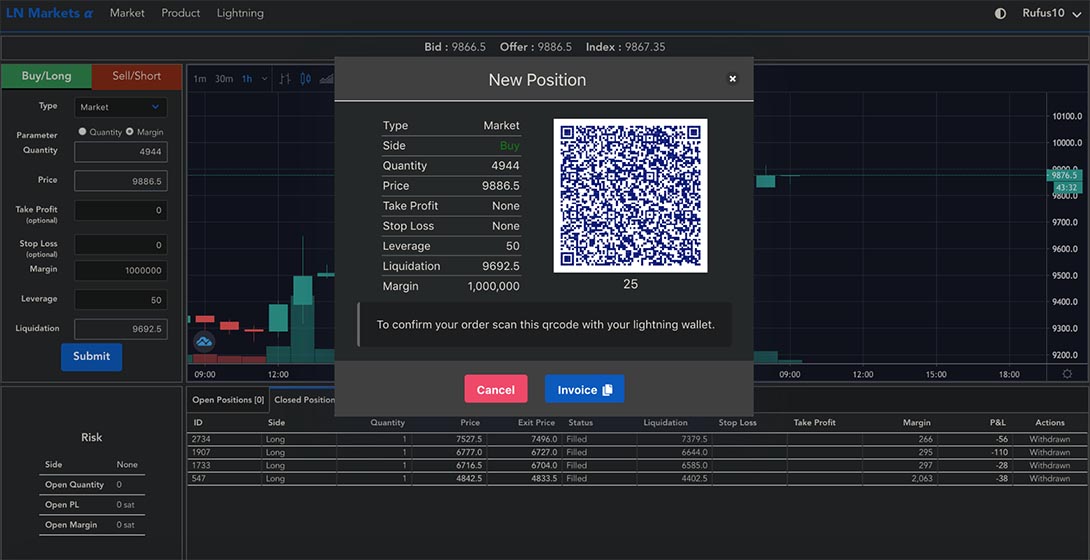 LN Markets α Market Product Lightning Rufus10
Bid : 9866.5 Offer : 9886.5 Index : 9867.35
Buy/Long Sell/Short
Type Market
Parameter Quantity Margin
Quantity 4944
Price 9886.5
Take Profit (optional) 0
Stop Loss (optional) 0
Margin 1000000
Leverage 50
Liquidation 9692.5
Submit
1m 30m 1h
New Position
Type Market
Side Buy
Quantity 4944
Price 9886.5
Take Profit None
Stop Loss None
Leverage 50
Liquidation 9692.5
Margin 1,000,000
25
To confirm your order scan this qrcode with your lightning wallet.
Cancel Invoice
10100.0
10000.0
9876.5
43:32
9800.0
9700.0
9600.0
9500.0
9400.0
9300.0
9200.0
09:00 12:00 09:00 12:00 15:00 18:00
Risk
Side None
Open Quantity 0
Open PL 0 sat
Open Margin 0 sat
Open Positions [0] Closed Position
ID Side Quantity Price Exit Price Status Liquidation Stop Loss Take Profit Margin P&L Actions
2734 Long 1 7527.5 7496.0 Filled 7379.5 266 -56 Withdrawn
1907 Long 1 6777.0 6727.0 Filled 6644.0 295 -110 Withdrawn
1733 Long 1 6716.5 6704.0 Filled 6585.0 297 -28 Withdrawn
547 Long 1 4842.5 4833.5 Filled 4402.5 2,063 -38 Withdrawn